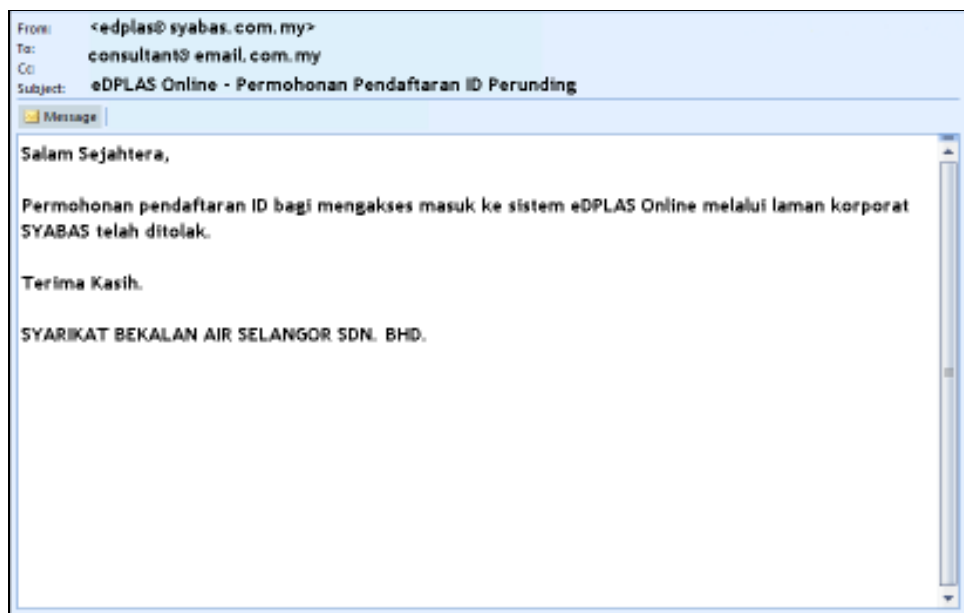 From: <edplas@syabas.com.my>
To: consultant@email.com.my
Cc:
Subject: eDPLAS Online - Permohonan Pendaftaran ID Perunding
Message
Salam Sejahtera,
Permohonan pendaftaran ID bagi mengakses masuk ke sistem eDPLAS Online melalui laman korporat
SYABAS telah ditolak.
Terima Kasih.
SYARIKAT BEKALAN AIR SELANGOR SDN. BHD.